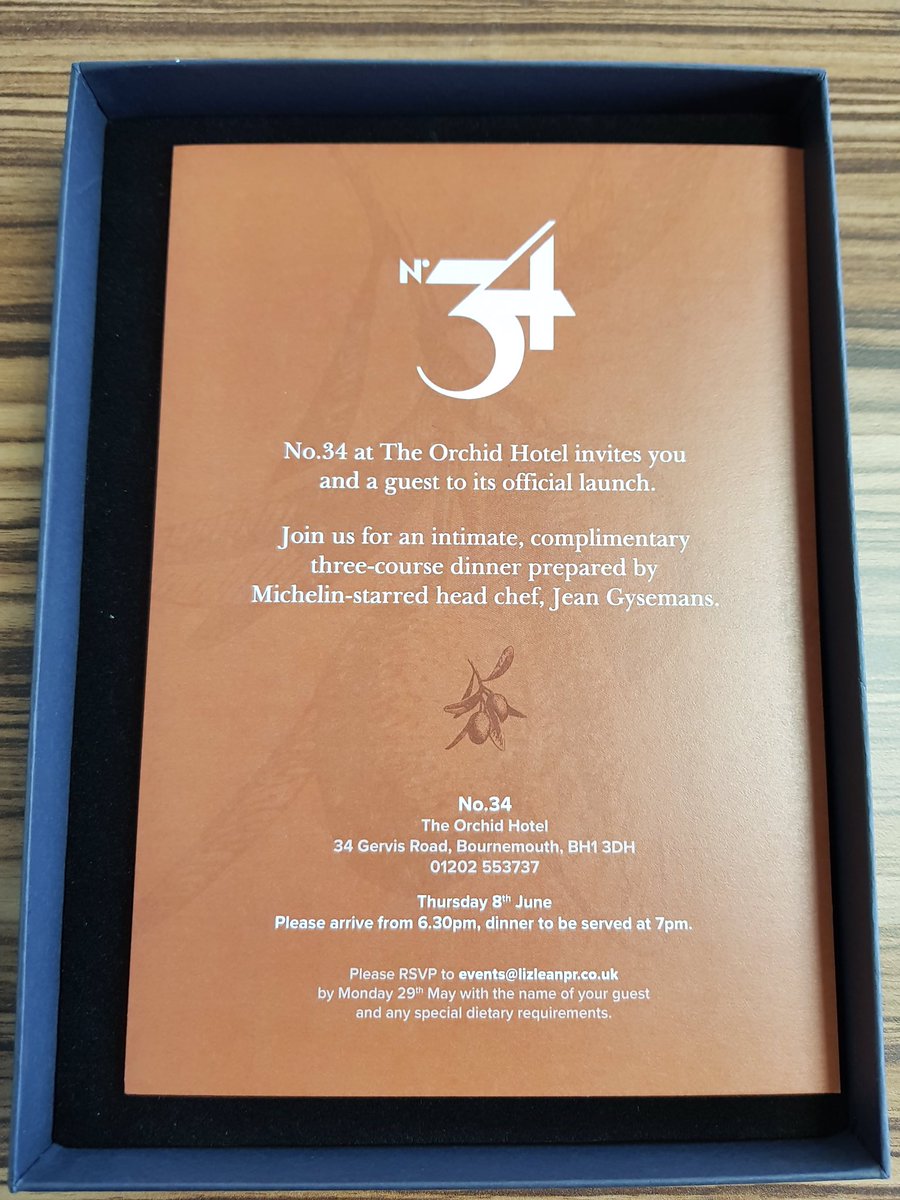 No. 34
No.34 at The Orchid Hotel invites you
and a guest to its official launch.
Join us for an intimate, complimentary
three-course dinner prepared by
Michelin-starred head chef, Jean Gysemans.
No.34
The Orchid Hotel
34 Gervis Road, Bournemouth, BH1 3DH
01202 553737
Thursday 8th June
Please arrive from 6.30pm, dinner to be served at 7pm.
Please RSVP to events@lizleanpr.co.uk
by Monday 29th May with the name of your guest
and any special dietary requirements.